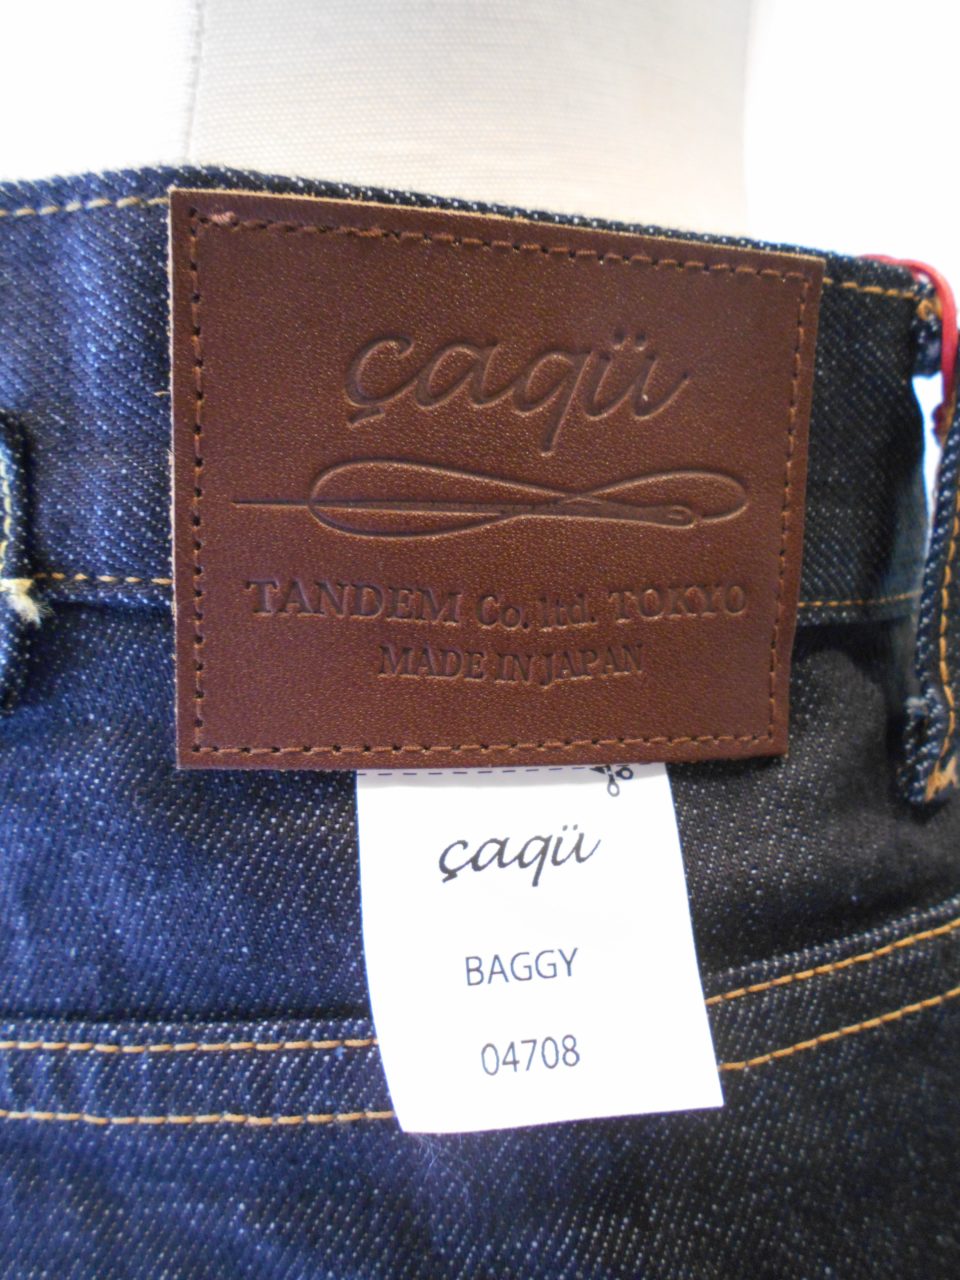 çaqü
TANDEM Co. ltd. TOKYO
MADE IN JAPAN
çaqü
BAGGY
04708